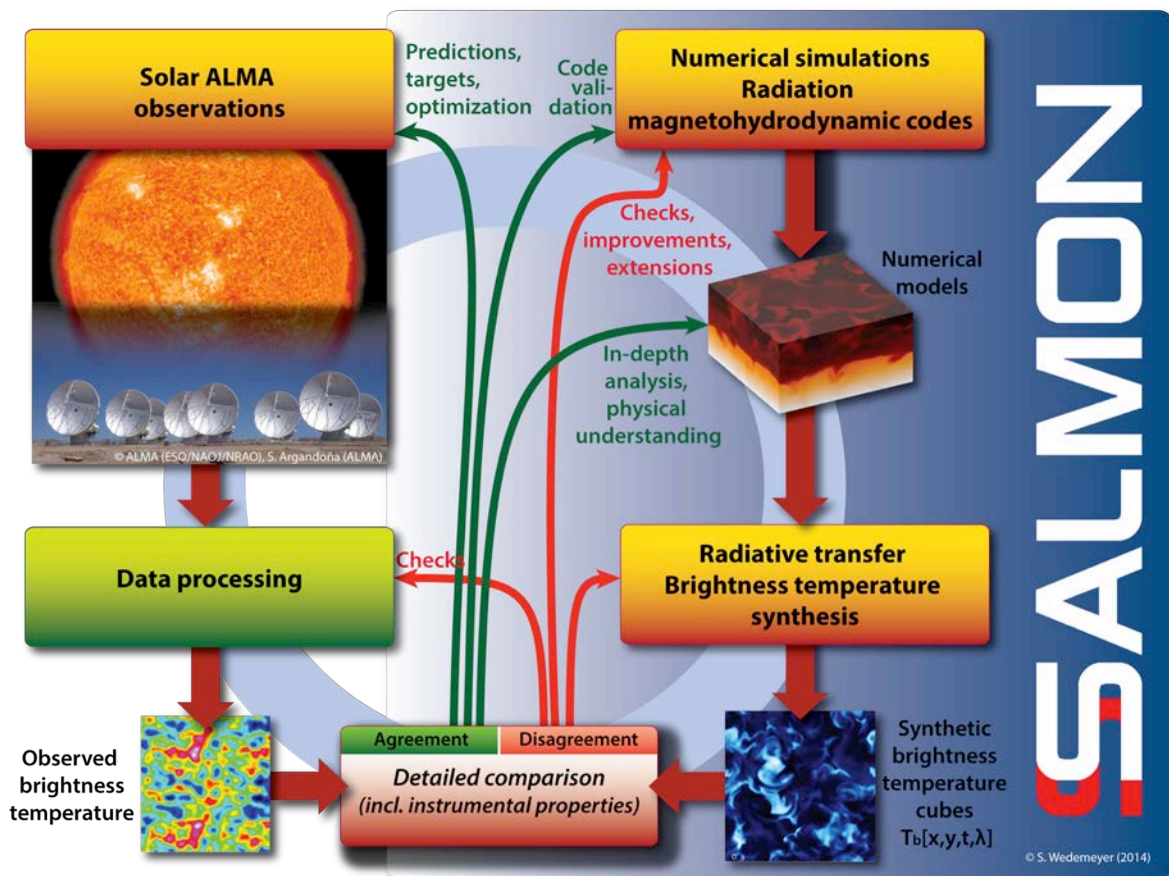 Solar ALMA
observations
Predictions,
targets,
optimization
Code
vali-
dation
Numerical simulations
Radiation
magnetohydrodynamic codes
Checks,
improvements,
extensions
Numerical
models
In-depth
analysis,
physical
understanding
© ALMA (ESO/NAOJ/NRAO), S. Argandoña (ALMA)
Data processing
Checks
Radiative transfer
Brightness temperature
synthesis
Observed
brightness
temperature
Agreement
Disagreement
Detailed comparison
(incl. instrumental properties)
Synthetic
brightness
temperature
cubes
Tb[x,y,t,λ]
SALMON
© S. Wedemeyer (2014)